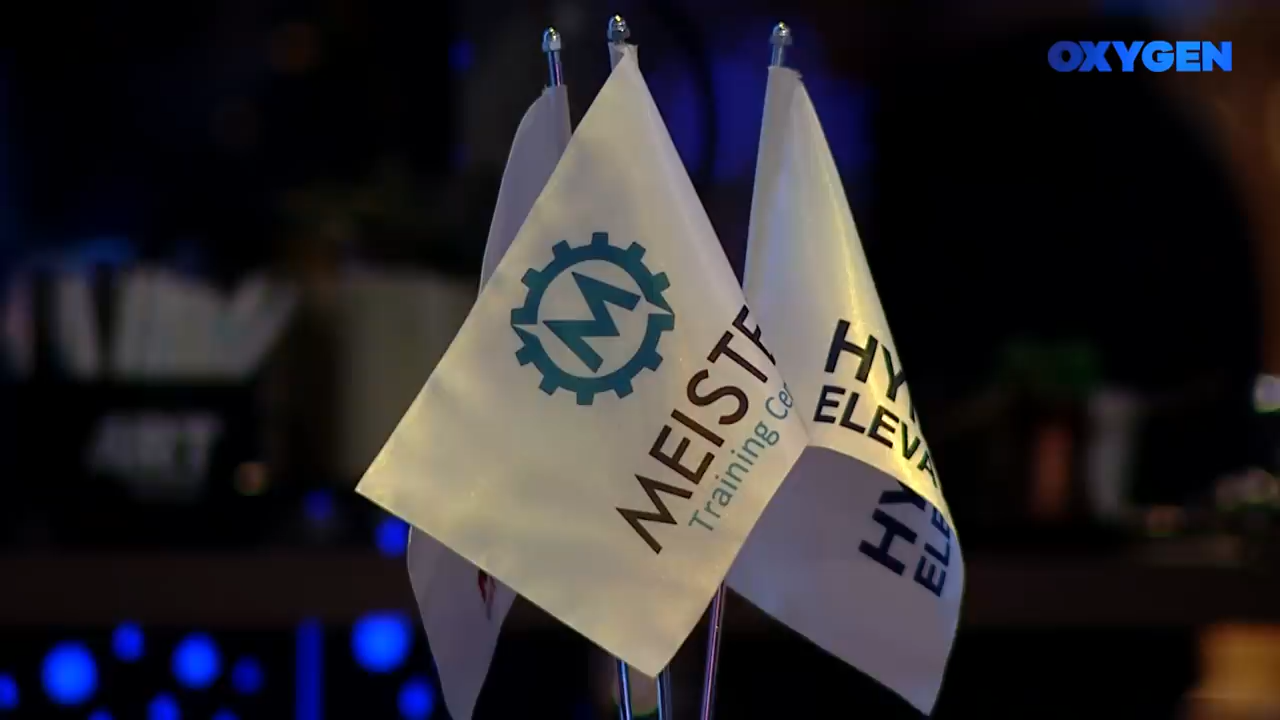 OXYGEN
M
MEISTE
Training Ce
HY
ELEVA
HY
ELE